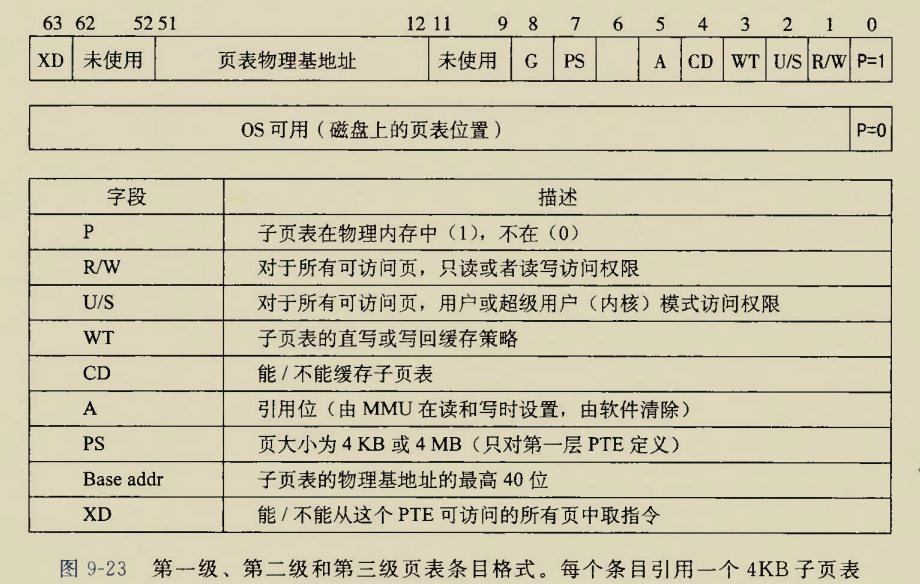 63 62 52 51 12 11 9 8 7 6 5 4 3 2 1 0
XD 未使用 页表物理基地址 未使用 G PS A CD WT U/S R/W P=1
OS 可用（磁盘上的页表位置） P=0
字段 描述
P 子页表在物理内存中（1），不在（0）
R/W 对于所有可访问页，只读或者读写访问权限
U/S 对于所有可访问页，用户或超级用户（内核）模式访问权限
WT 子页表的直写或写回缓存策略
CD 能 / 不能缓存子页表
A 引用位（由 MMU 在读和写时设置，由软件清除）
PS 页大小为 4 KB 或 4 MB（只对第一层 PTE 定义）
Base addr 子页表的物理基地址的最高 40 位
XD 能 / 不能从这个 PTE 可访问的所有页中取指令
图 9-23 第一级、第二级和第三级页表条目格式。每个条目引用一个 4KB 子页表